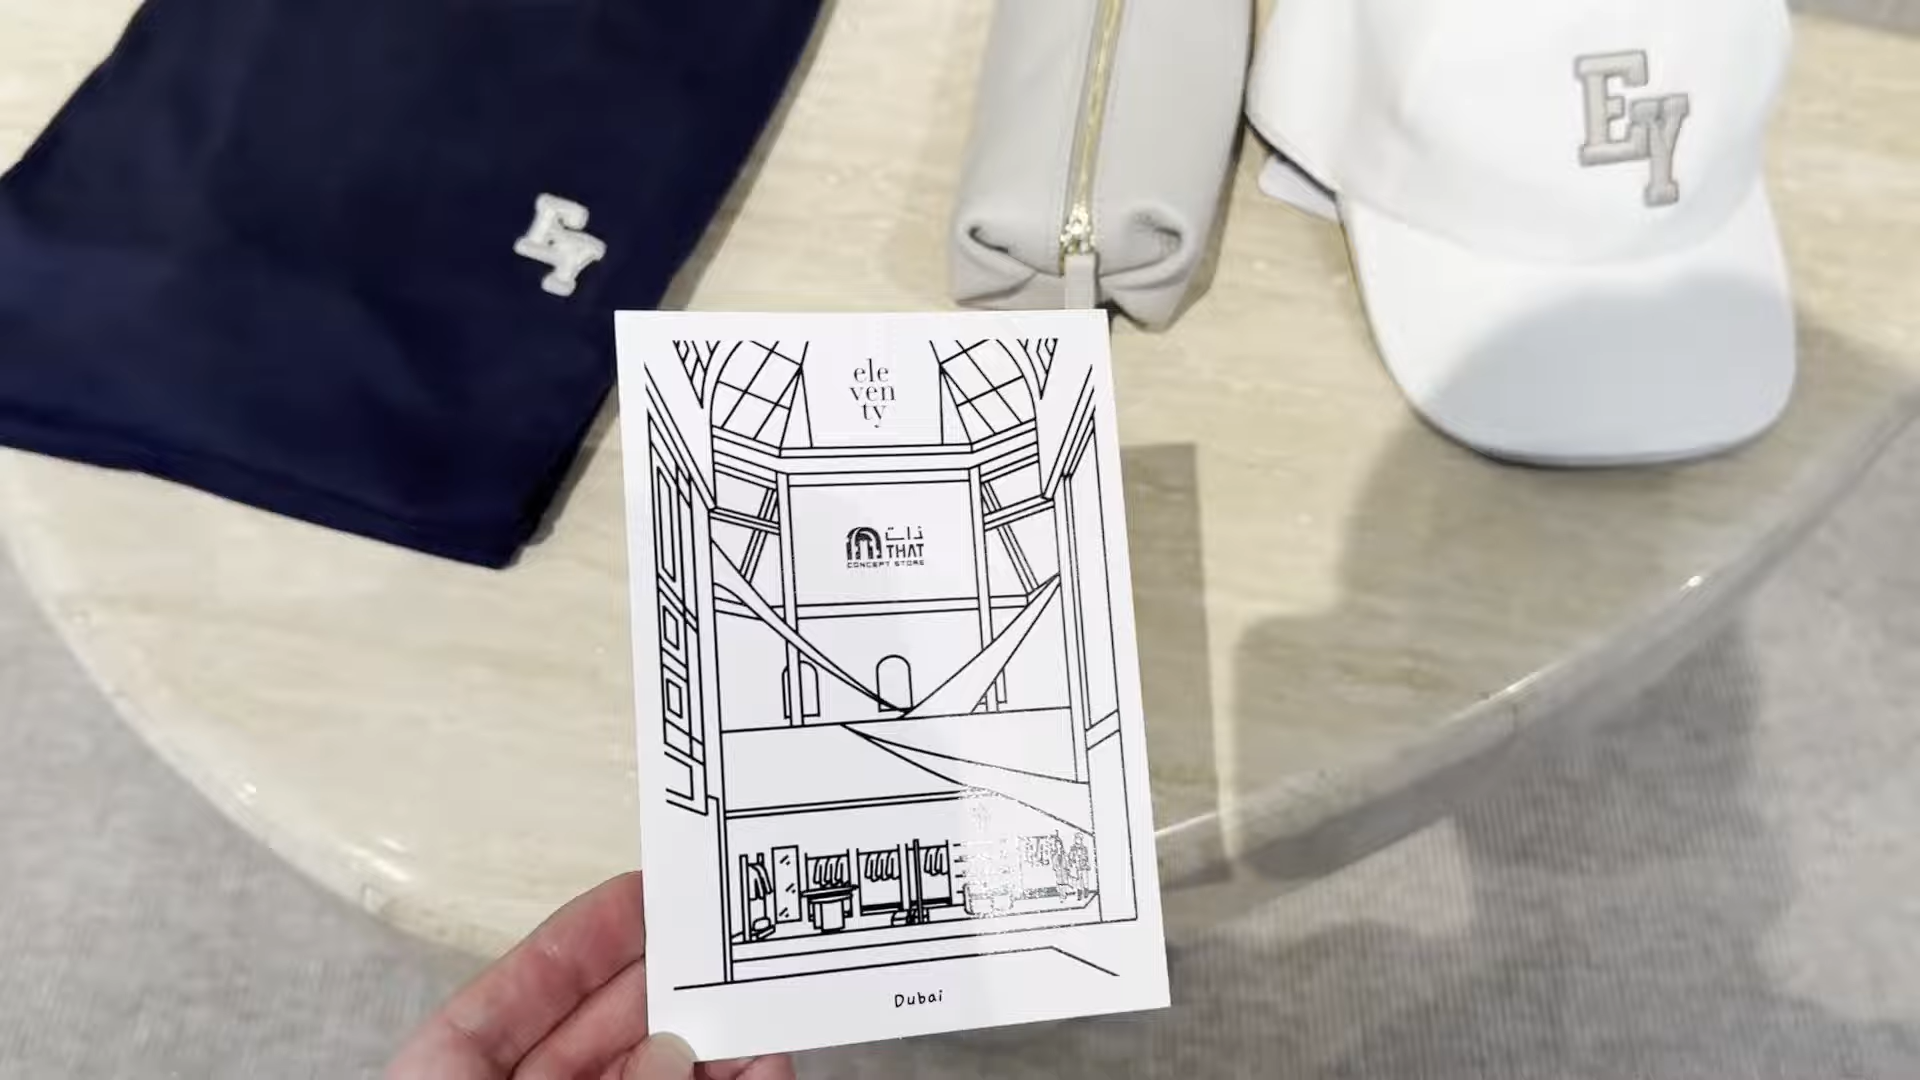 EY
EY
ele
ven
ty
ذات
THAT
CONCEPT STORE
Dubai